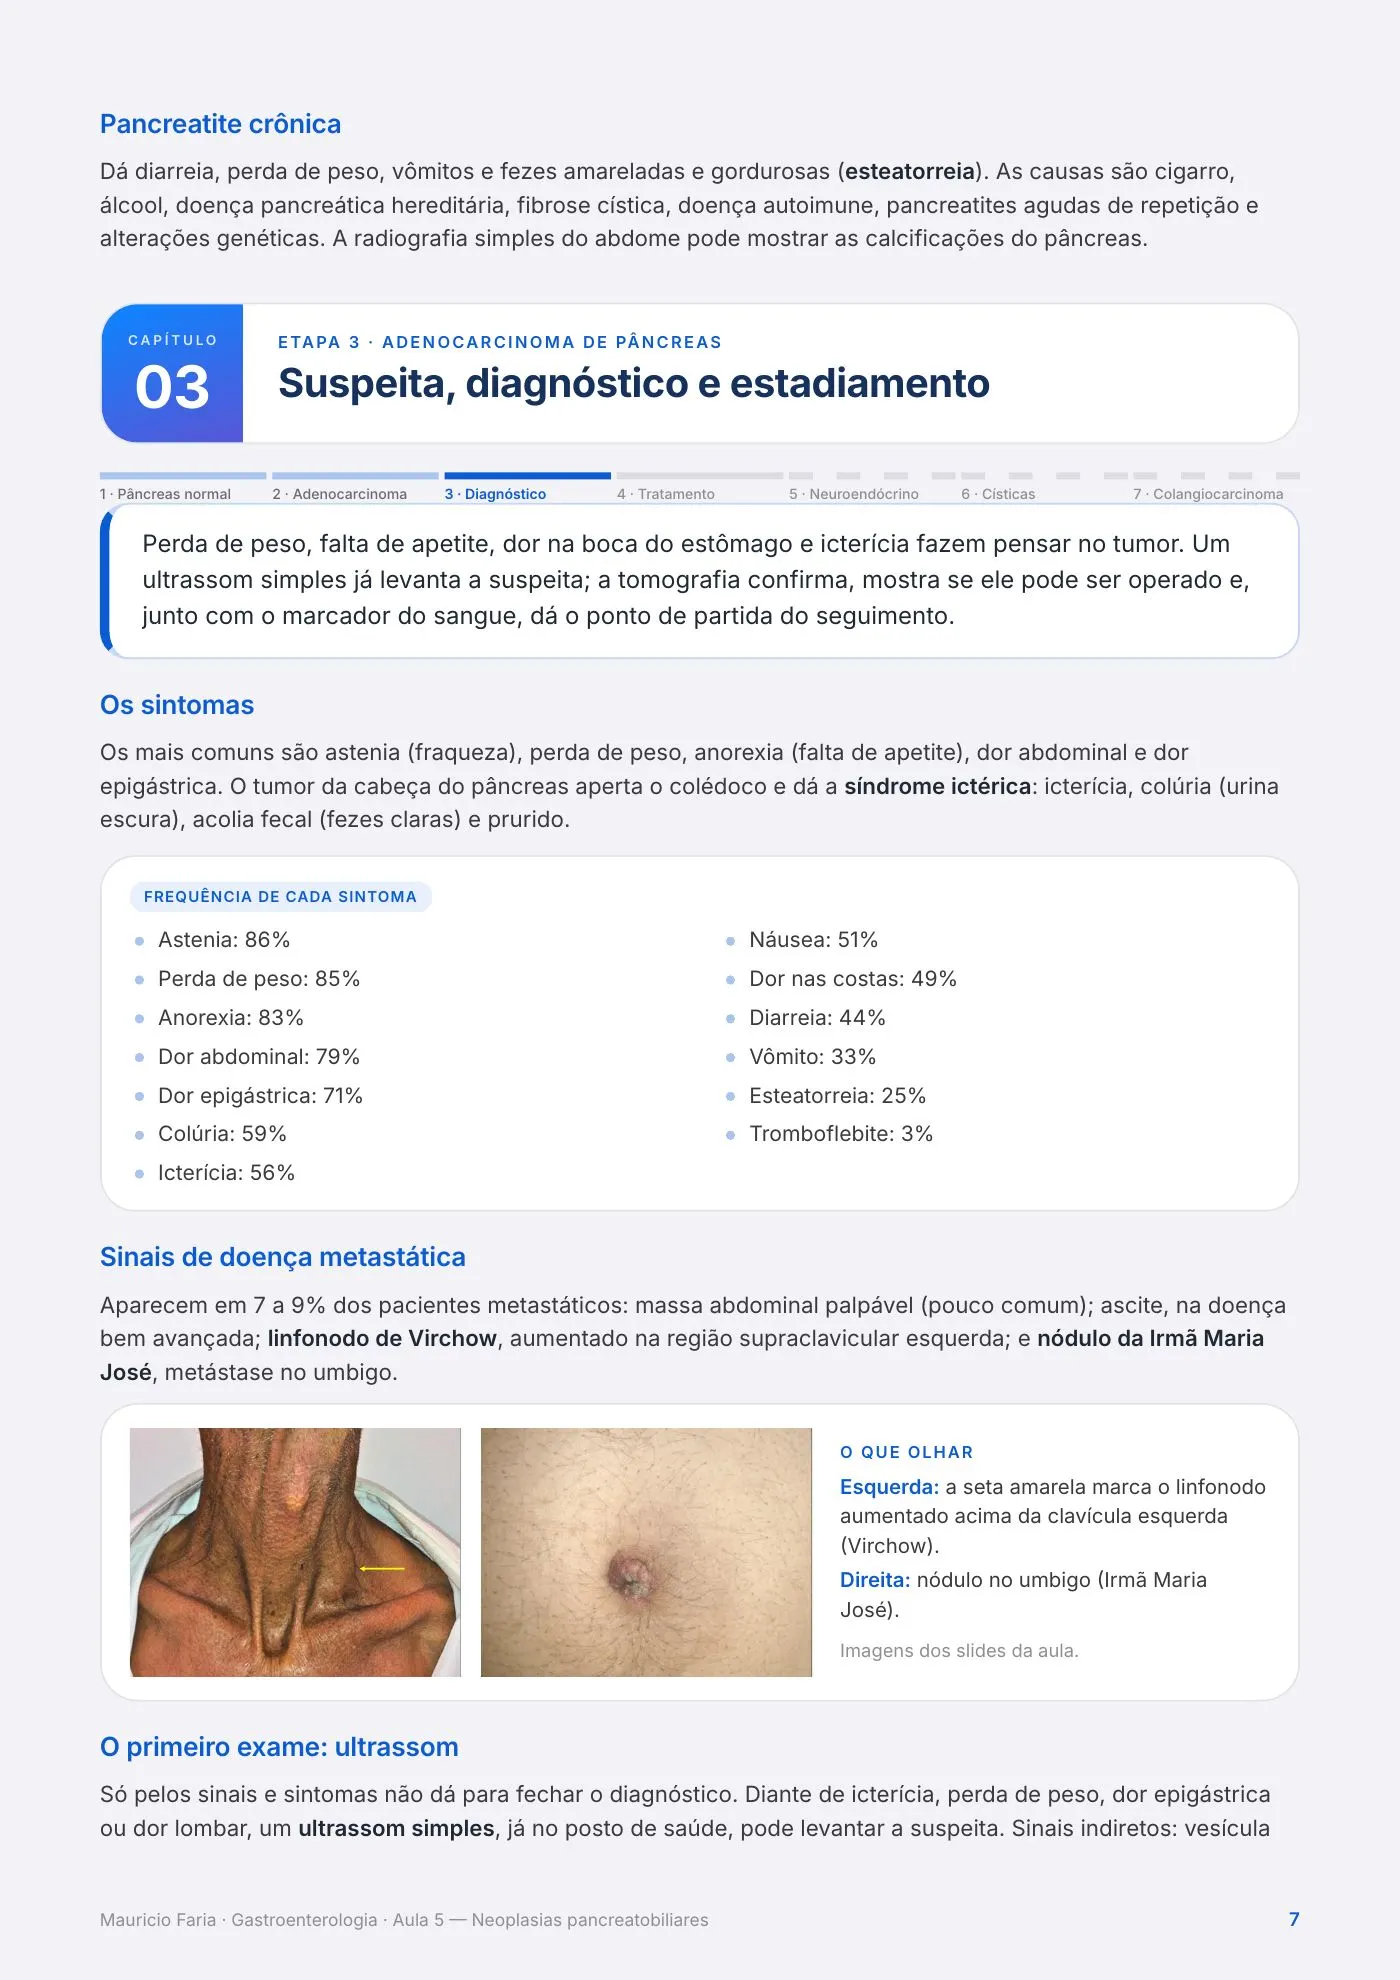 Pancreatite crônica
Dá diarreia, perda de peso, vômitos e fezes amareladas e gordurosas (esteatorreia). As causas são cigarro,
álcool, doença pancreática hereditária, fibrose cística, doença autoimune, pancreatites agudas de repetição e
alterações genéticas. A radiografia simples do abdome pode mostrar as calcificações do pâncreas.
CAPÍTULO
03
ETAPA 3 · ADENOCARCINOMA DE PÂNCREAS
Suspeita, diagnóstico e estadiamento
1 · Pâncreas normal
2 · Adenocarcinoma
3 · Diagnóstico
4 · Tratamento
5 · Neuroendócrino
6 · Císticas
7 · Colangiocarcinoma
Perda de peso, falta de apetite, dor na boca do estômago e icterícia fazem pensar no tumor. Um
ultrassom simples já levanta a suspeita; a tomografia confirma, mostra se ele pode ser operado e,
junto com o marcador do sangue, dá o ponto de partida do seguimento.
Os sintomas
Os mais comuns são astenia (fraqueza), perda de peso, anorexia (falta de apetite), dor abdominal e dor
epigástrica. O tumor da cabeça do pâncreas aperta o colédoco e dá a síndrome ictérica: icterícia, colúria (urina
escura), acolia fecal (fezes claras) e prurido.
FREQUÊNCIA DE CADA SINTOMA
Astenia: 86%
Perda de peso: 85%
Anorexia: 83%
Dor abdominal: 79%
Dor epigástrica: 71%
Colúria: 59%
Icterícia: 56%
Náusea: 51%
Dor nas costas: 49%
Diarreia: 44%
Vômito: 33%
Esteatorreia: 25%
Tromboflebite: 3%
Sinais de doença metastática
Aparecem em 7 a 9% dos pacientes metastáticos: massa abdominal palpável (pouco comum); ascite, na doença
bem avançada; linfonodo de Virchow, aumentado na região supraclavicular esquerda; e nódulo da Irmã Maria
José, metástase no umbigo.
O QUE OLHAR
Esquerda: a seta amarela marca o linfonodo
aumentado acima da clavícula esquerda
(Virchow).
Direita: nódulo no umbigo (Irmã Maria
José).
Imagens dos slides da aula.
O primeiro exame: ultrassom
Só pelos sinais e sintomas não dá para fechar o diagnóstico. Diante de icterícia, perda de peso, dor epigástrica
ou dor lombar, um ultrassom simples, já no posto de saúde, pode levantar a suspeita. Sinais indiretos: vesícula
Mauricio Faria · Gastroenterologia · Aula 5 — Neoplasias pancreatobiliares
7